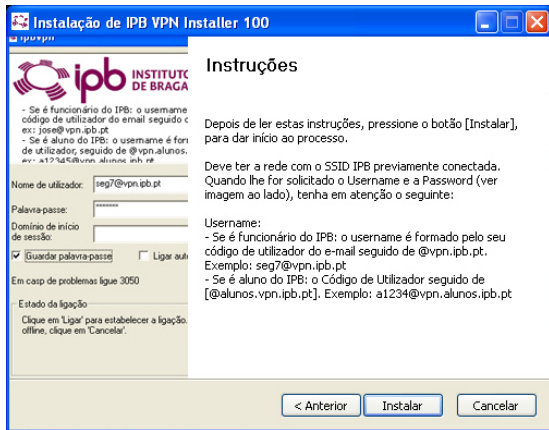 Instalação de IPB VPN Installer 100
ipbvpn
ipb INSTITUTO
DE BRAGA
- Se é funcionário do IPB: o username
código de utilizador do email seguido d
ex: jose@vpn.ipb.pt
- Se é aluno do IPB: o username é for
de utilizador, seguido de @vpn.alunos.
ex: a12345@vpn.alunos.ipb.pt
Nome de utilizador: seg7@vpn.ipb.pt
Palavra-passe: *******
Domínio de início
de sessão:
Guardar palavra-passe Ligar auto
Em casp de problemas ligue 3050
Estado da ligação
Clique em 'Ligar' para estabelecer a ligação.
offline, clique em 'Cancelar'.
Instruções
Depois de ler estas instruções, pressione o botão [Instalar],
para dar início ao processo.
Deve ter a rede com o SSID IPB previamente conectada.
Quando lhe for solicitado o Username e a Password (ver
imagem ao lado), tenha em atenção o seguinte:
Username:
- Se é funcionário do IPB: o username é formado pelo seu
código de utilizador do e-mail seguido de @vpn.ipb.pt.
Exemplo: seg7@vpn.ipb.pt
- Se é aluno do IPB: o Código de Utilizador seguido de
[@alunos.vpn.ipb.pt]. Exemplo: a1234@vpn.alunos.ipb.pt
< Anterior Instalar Cancelar